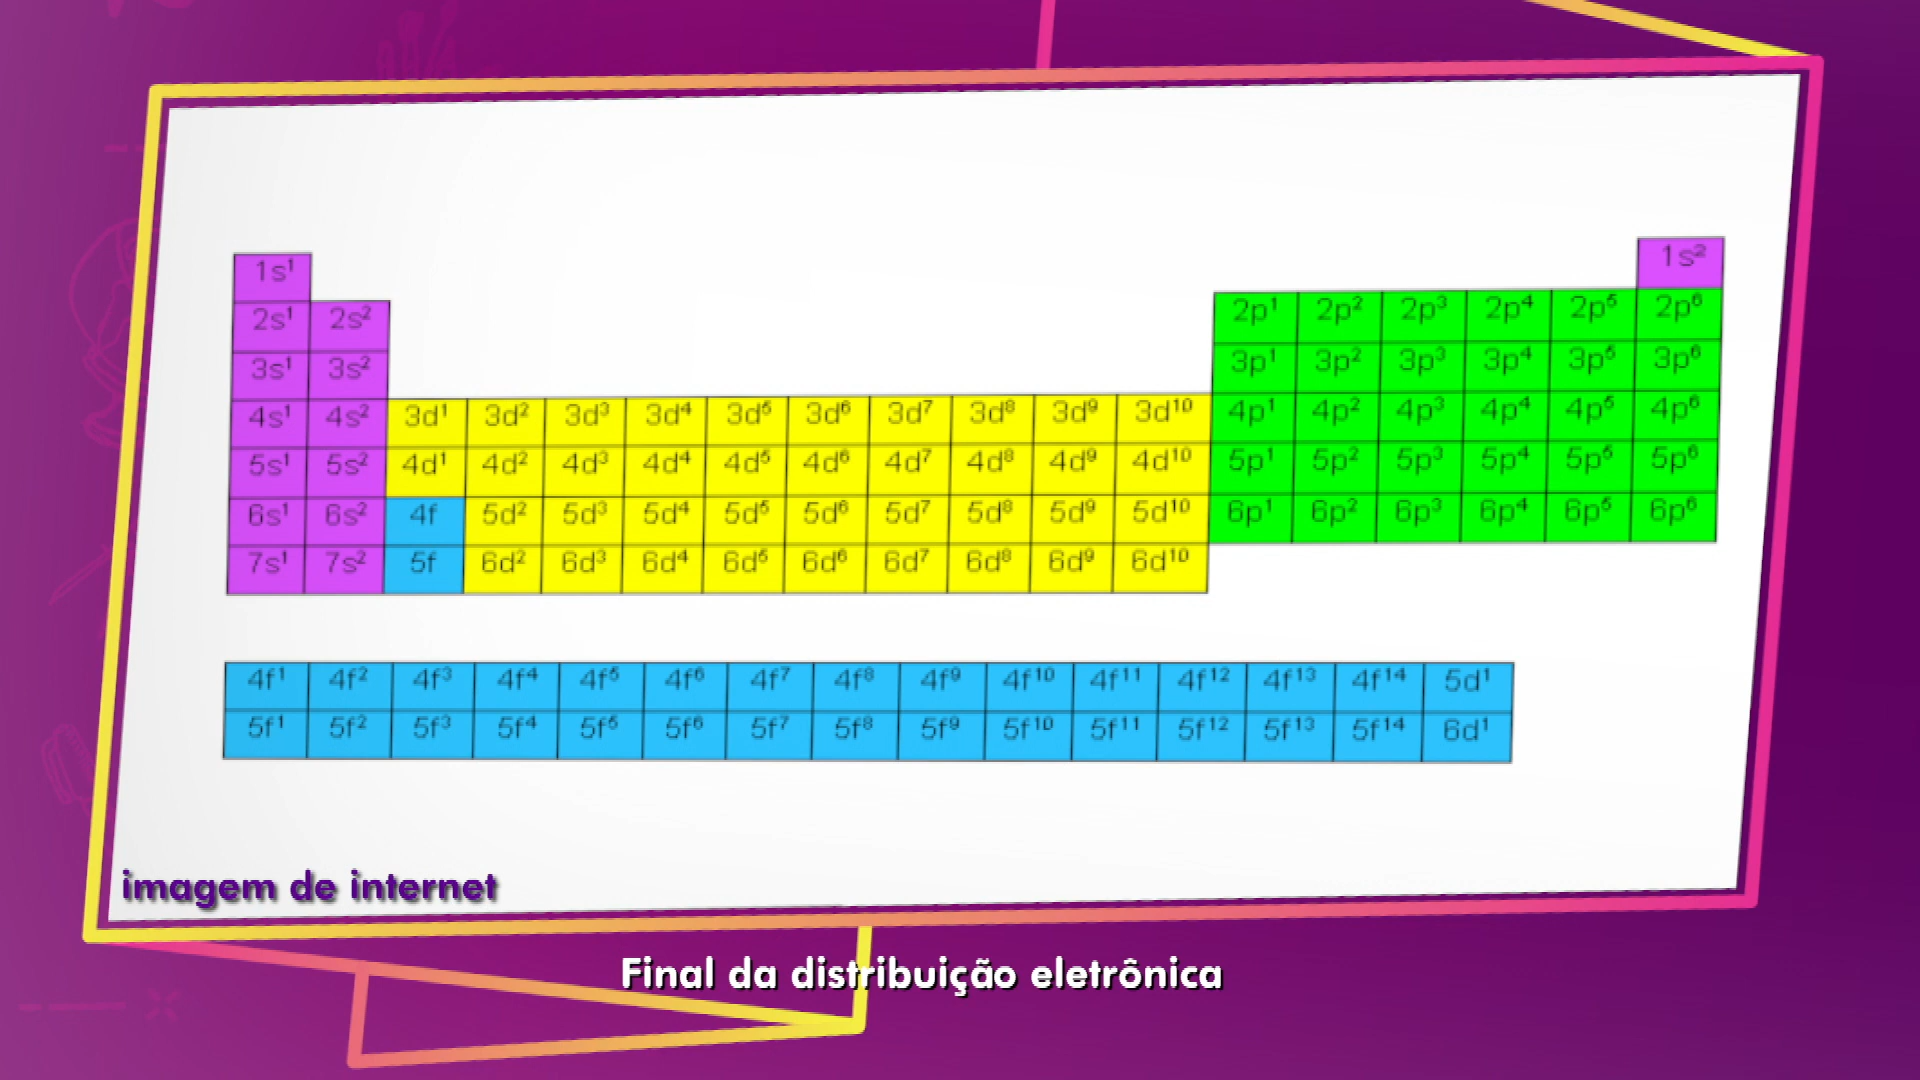 1s¹ 1s²
2s¹ 2s² 2p¹ 2p² 2p³ 2p⁴ 2p⁵ 2p⁶
3s¹ 3s² 3p¹ 3p² 3p³ 3p⁴ 3p⁵ 3p⁶
4s¹ 4s² 3d¹ 3d² 3d³ 3d⁴ 3d⁵ 3d⁶ 3d⁷ 3d⁸ 3d⁹ 3d¹⁰ 4p¹ 4p² 4p³ 4p⁴ 4p⁵ 4p⁶
5s¹ 5s² 4d¹ 4d² 4d³ 4d⁴ 4d⁵ 4d⁶ 4d⁷ 4d⁸ 4d⁹ 4d¹⁰ 5p¹ 5p² 5p³ 5p⁴ 5p⁵ 5p⁶
6s¹ 6s² 4f 5d² 5d³ 5d⁴ 5d⁵ 5d⁶ 5d⁷ 5d⁸ 5d⁹ 5d¹⁰ 6p¹ 6p² 6p³ 6p⁴ 6p⁵ 6p⁶
7s¹ 7s² 5f 6d² 6d³ 6d⁴ 6d⁵ 6d⁶ 6d⁷ 6d⁸ 6d⁹ 6d¹⁰
4f¹ 4f² 4f³ 4f⁴ 4f⁵ 4f⁶ 4f⁷ 4f⁸ 4f⁹ 4f¹⁰ 4f¹¹ 4f¹² 4f¹³ 4f¹⁴ 5d¹
5f¹ 5f² 5f³ 5f⁴ 5f⁵ 5f⁶ 5f⁷ 5f⁸ 5f⁹ 5f¹⁰ 5f¹¹ 5f¹² 5f¹³ 5f¹⁴ 6d¹
imagem de internet
Final da distribuição eletrônica